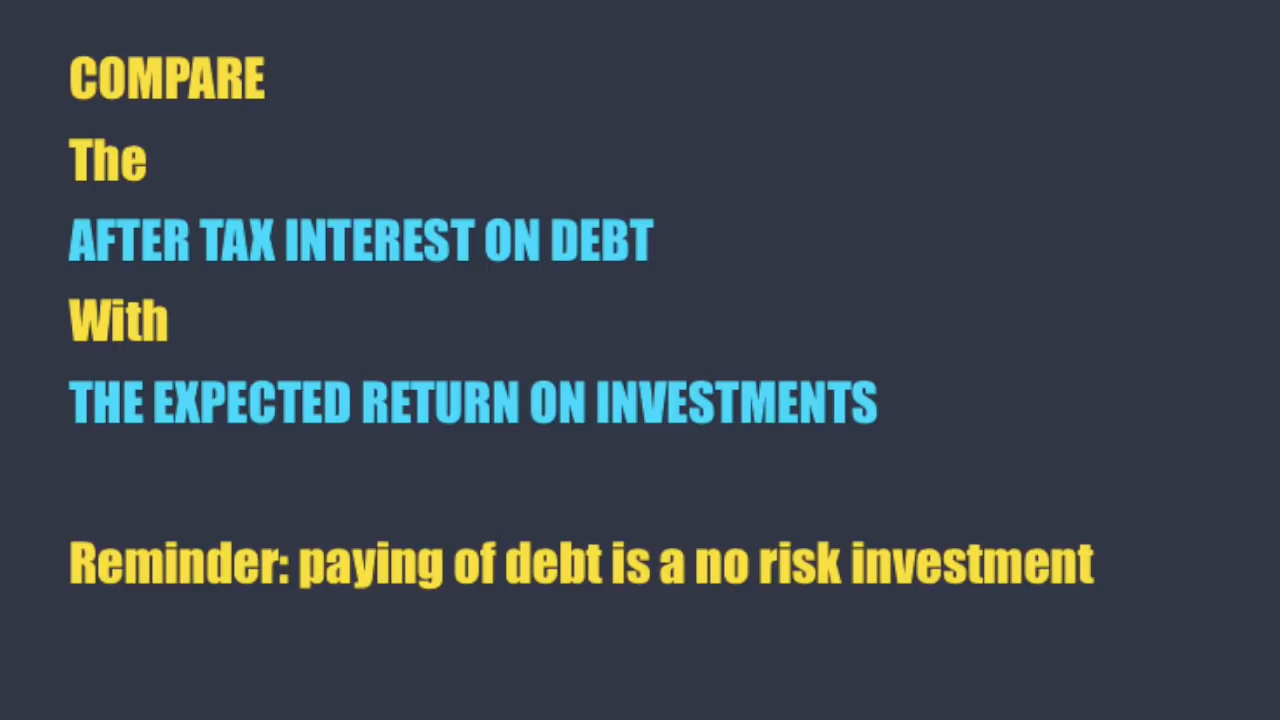 COMPARE
The
AFTER TAX INTEREST ON DEBT
With
THE EXPECTED RETURN ON INVESTMENTS
Reminder: paying of debt is a no risk investment